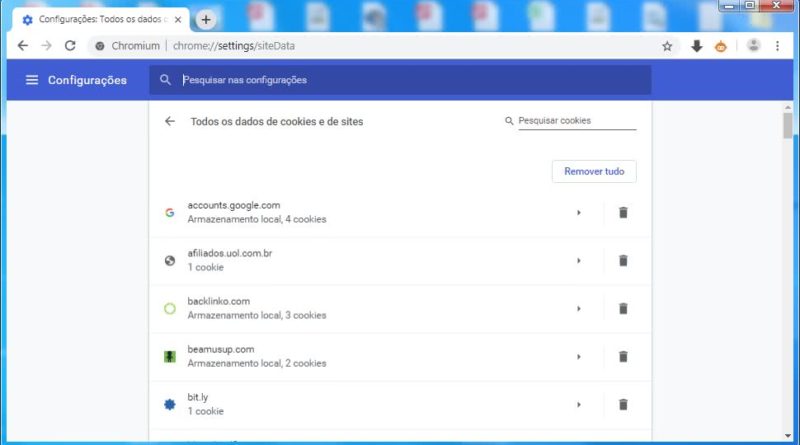 Configurações: Todos os dados d
Chromium | chrome://settings/siteData
Configurações
Pesquisar nas configurações
Todos os dados de cookies e de sites
Pesquisar cookies
Remover tudo
accounts.google.com
Armazenamento local, 4 cookies
afiliados.uol.com.br
1 cookie
backlinko.com
Armazenamento local, 3 cookies
beamusup.com
Armazenamento local, 2 cookies
bit.ly
1 cookie